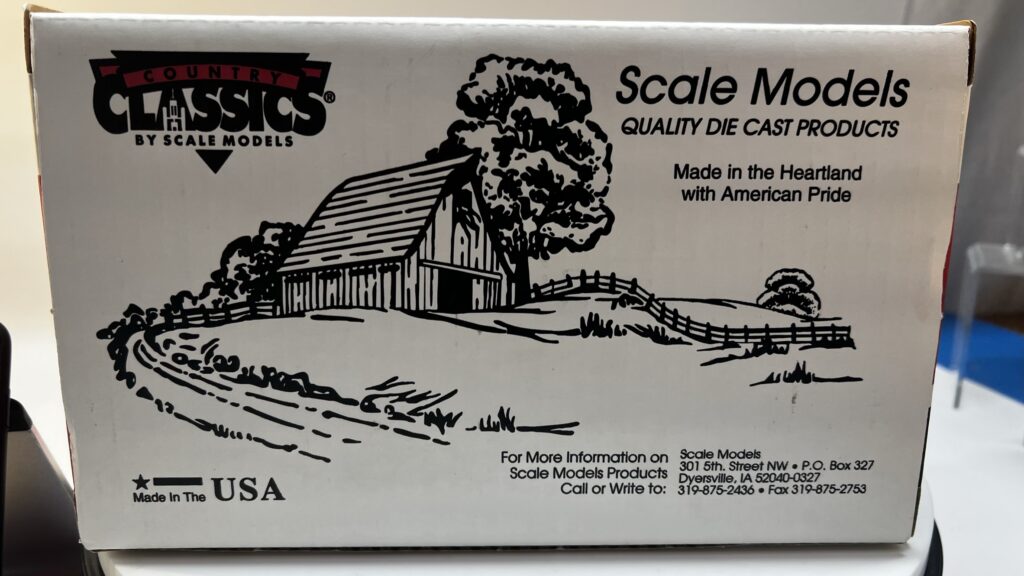 COUNTRY
CLASSICS®
BY SCALE MODELS
Scale Models
QUALITY DIE CAST PRODUCTS
Made in the Heartland
with American Pride
Made In The USA
For More Information on
Scale Models Products
Call or Write to:
Scale Models
301 5th. Street NW • P.O. Box 327
Dyersville, IA 52040-0327
319-875-2436 • Fax 319-875-2753